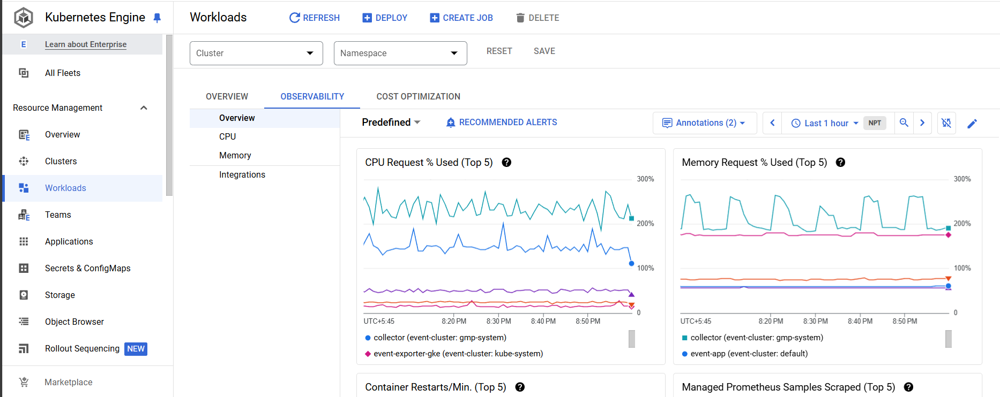 Kubernetes Engine
Workloads
REFRESH
DEPLOY
CREATE JOB
DELETE
E
Learn about Enterprise
Cluster
Namespace
RESET
SAVE
All Fleets
Resource Management
Overview
Clusters
Workloads
Teams
Applications
Secrets & ConfigMaps
Storage
Object Browser
Rollout Sequencing NEW
Marketplace
OVERVIEW
OBSERVABILITY
COST OPTIMIZATION
Overview
CPU
Memory
Integrations
Predefined
RECOMMENDED ALERTS
Annotations (2)
Last 1 hour
NPT
CPU Request % Used (Top 5)
300%
200%
100%
0
UTC+5:45
8:20 PM
8:30 PM
8:40 PM
8:50 PM
collector (event-cluster: gmp-system)
event-exporter-gke (event-cluster: kube-system)
Memory Request % Used (Top 5)
300%
200%
100%
0
UTC+5:45
8:20 PM
8:30 PM
8:40 PM
8:50 PM
collector (event-cluster: gmp-system)
event-app (event-cluster: default)
Container Restarts/Min. (Top 5)
Managed Prometheus Samples Scraped (Top 5)